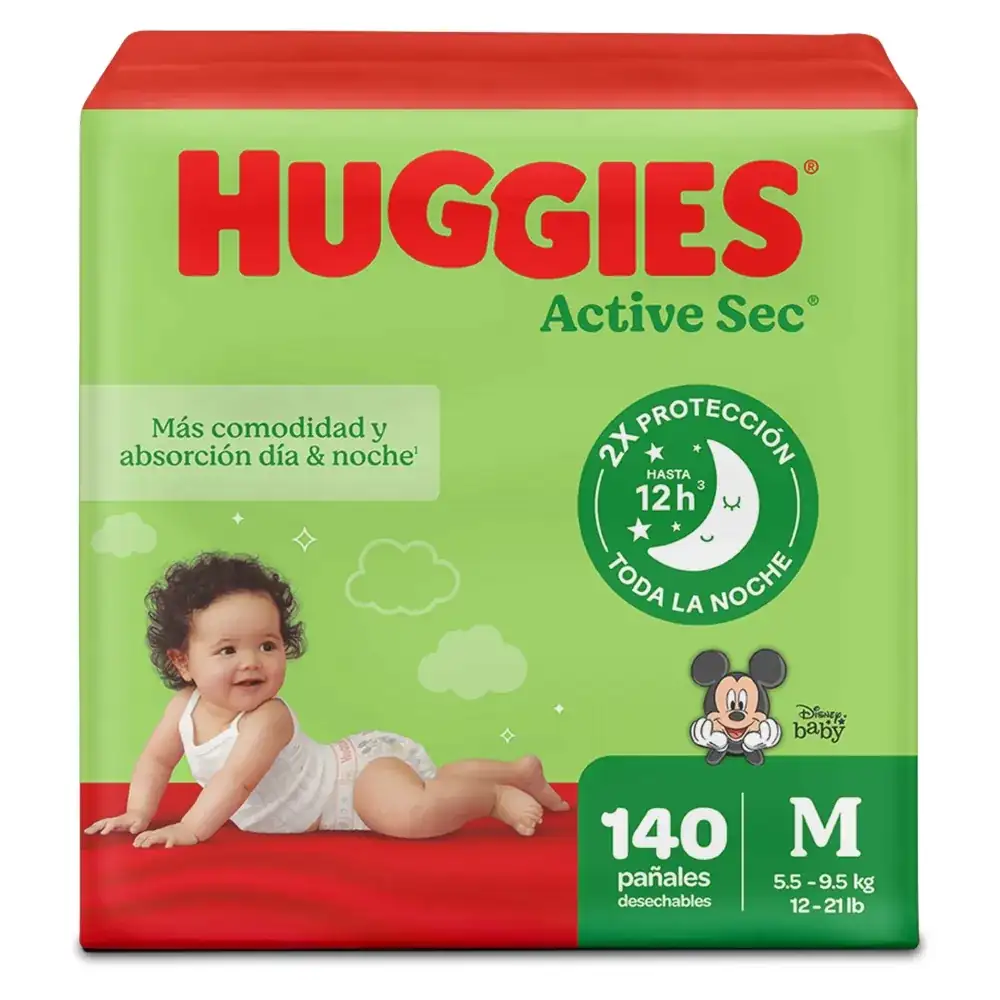 HUGGIES®
Active Sec®
Más comodidad y
absorción día & noche¹
2X PROTECCIÓN
HASTA
12h³
TODA LA NOCHE
Disney
baby
140
pañales
desechables
M
5.5 - 9.5 kg
12 - 21 lb